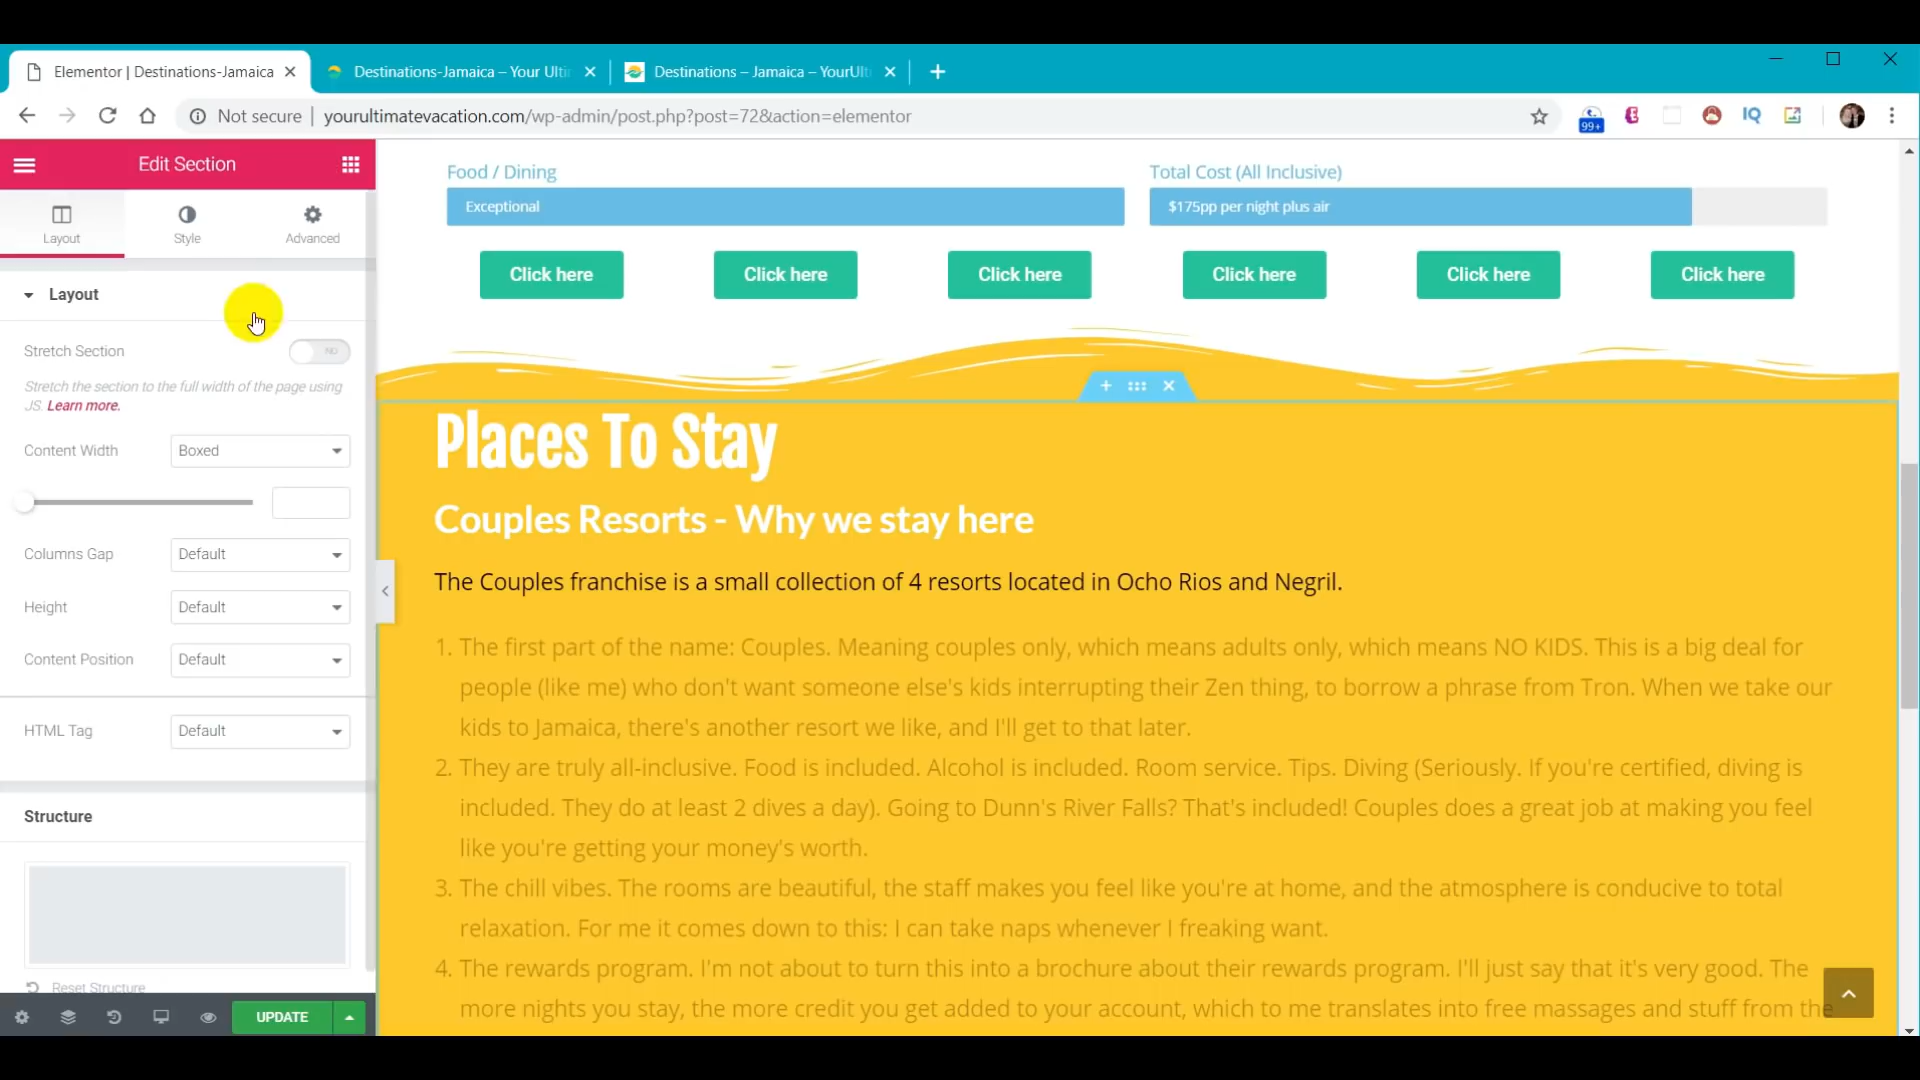 Elementor | Destinations-Jamaica
Destinations-Jamaica – Your Ulti
Destinations – Jamaica – YourUlt
Not secure
yourultimatevacation.com/wp-admin/post.php?post=72&action=elementor
99+
IQ
Edit Section
Layout
Style
Advanced
Layout
Stretch Section
NO
Stretch the section to the full width of the page using
JS. Learn more.
Content Width
Boxed
Columns Gap
Default
Height
Default
Content Position
Default
HTML Tag
Default
Structure
Reset Structure
UPDATE
Food / Dining
Exceptional
Total Cost (All Inclusive)
$175pp per night plus air
Click here
Click here
Click here
Click here
Click here
Click here
Places To Stay
Couples Resorts - Why we stay here
The Couples franchise is a small collection of 4 resorts located in Ocho Rios and Negril.
1. The first part of the name: Couples. Meaning couples only, which means adults only, which means NO KIDS. This is a big deal for
people (like me) who don't want someone else's kids interrupting their Zen thing, to borrow a phrase from Tron. When we take our
kids to Jamaica, there's another resort we like, and I'll get to that later.
2. They are truly all-inclusive. Food is included. Alcohol is included. Room service. Tips. Diving (Seriously. If you're certified, diving is
included. They do at least 2 dives a day). Going to Dunn's River Falls? That's included! Couples does a great job at making you feel
like you're getting your money's worth.
3. The chill vibes. The rooms are beautiful, the staff makes you feel like you're at home, and the atmosphere is conducive to total
relaxation. For me it comes down to this: I can take naps whenever I freaking want.
4. The rewards program. I'm not about to turn this into a brochure about their rewards program. I'll just say that it's very good. The
more nights you stay, the more credit you get added to your account, which to me translates into free massages and stuff from the